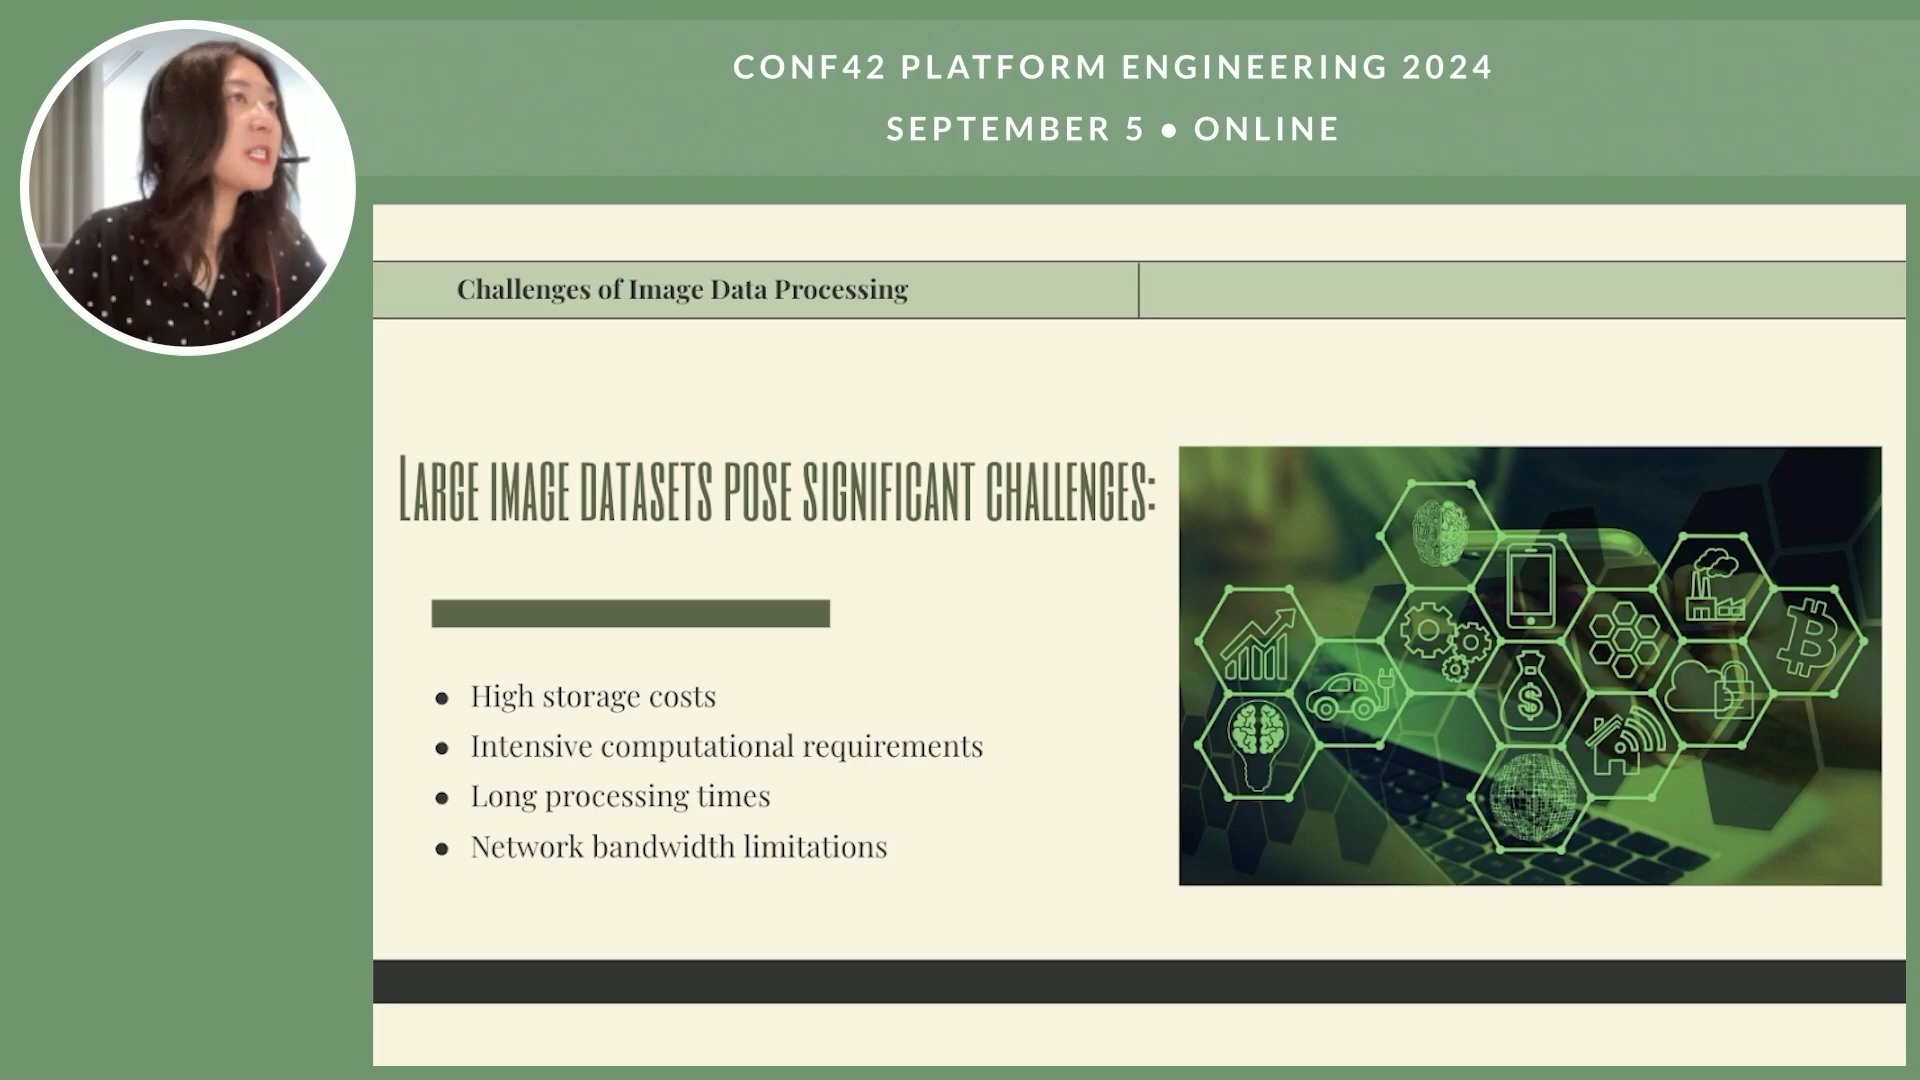 CONF42 PLATFORM ENGINEERING 2024
SEPTEMBER 5 ● ONLINE
Challenges of Image Data Processing
LARGE IMAGE DATASETS POSE SIGNIFICANT CHALLENGES:
● High storage costs
● Intensive computational requirements
● Long processing times
● Network bandwidth limitations